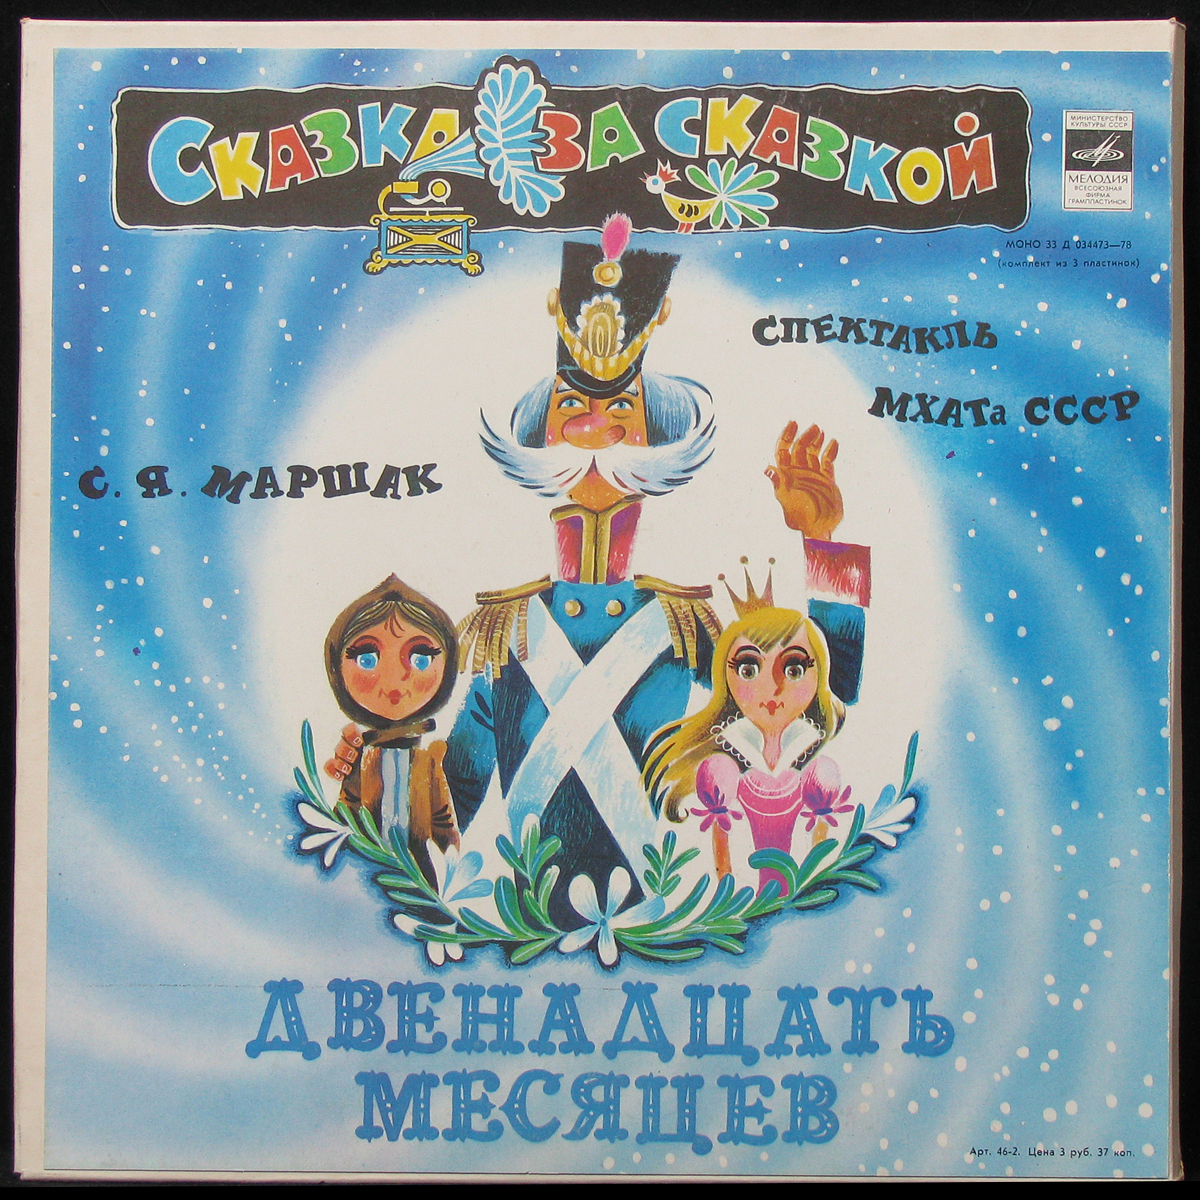 СКАЗКА ЗА СКАЗКОЙ
МИНИСТЕРСТВО
КУЛЬТУРЫ СССР
МЕЛОДИЯ
ВСЕСОЮЗНАЯ
ФИРМА
ГРАМПЛАСТИНОК
МОНО 33 Д 034473—78
(комплект из 3 пластинок)
СПЕКТАКЛЬ
МХАТа СССР
С. Я. МАРШАК
ДВЕНАДЦАТЬ
МЕСЯЦЕВ
Арт. 46-2. Цена 3 руб. 37 коп.